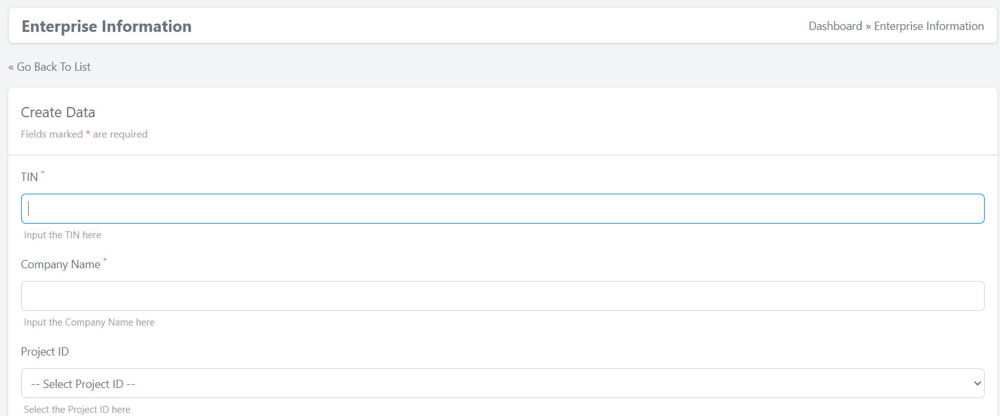 Enterprise Information
Dashboard » Enterprise Information
« Go Back To List
Create Data
Fields marked * are required
TIN *
Input the TIN here
Company Name *
Input the Company Name here
Project ID
-- Select Project ID --
Select the Project ID here